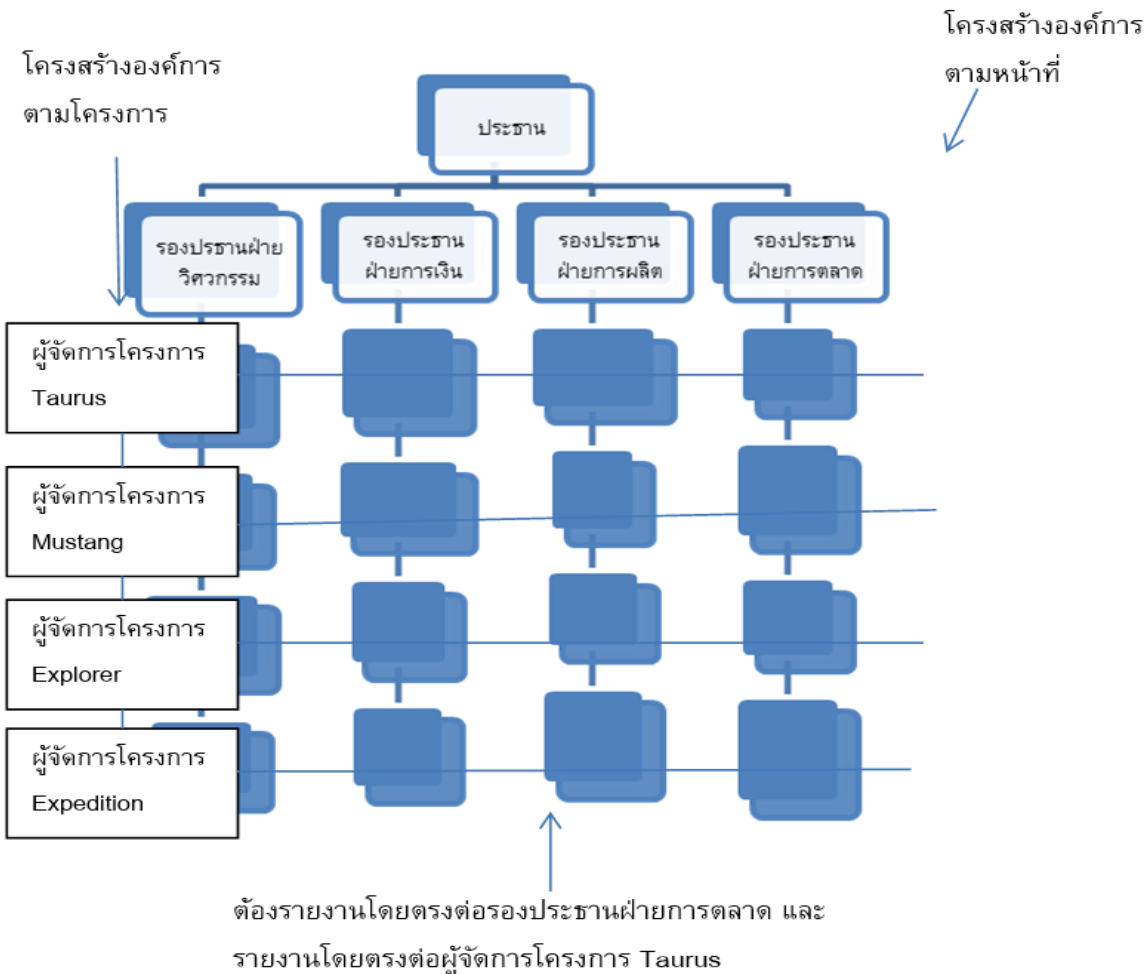 โครงสร้างองค์การ
ตามหน้าที่
โครงสร้างองค์การ
ตามโครงการ
ประธาน
รองปรธานฝ่าย
วิศวกรรม
รองประธาน
ฝ่ายการเงิน
รองประธาน
ฝ่ายการผลิต
รองประธาน
ฝ่ายการตลาด
ผู้จัดการโครงการ
Taurus
ผู้จัดการโครงการ
Mustang
ผู้จัดการโครงการ
Explorer
ผู้จัดการโครงการ
Expedition
ต้องรายงานโดยตรงต่อรองประธานฝ่ายการตลาด และ
รายงานโดยตรงต่อผู้จัดการโครงการ Taurus